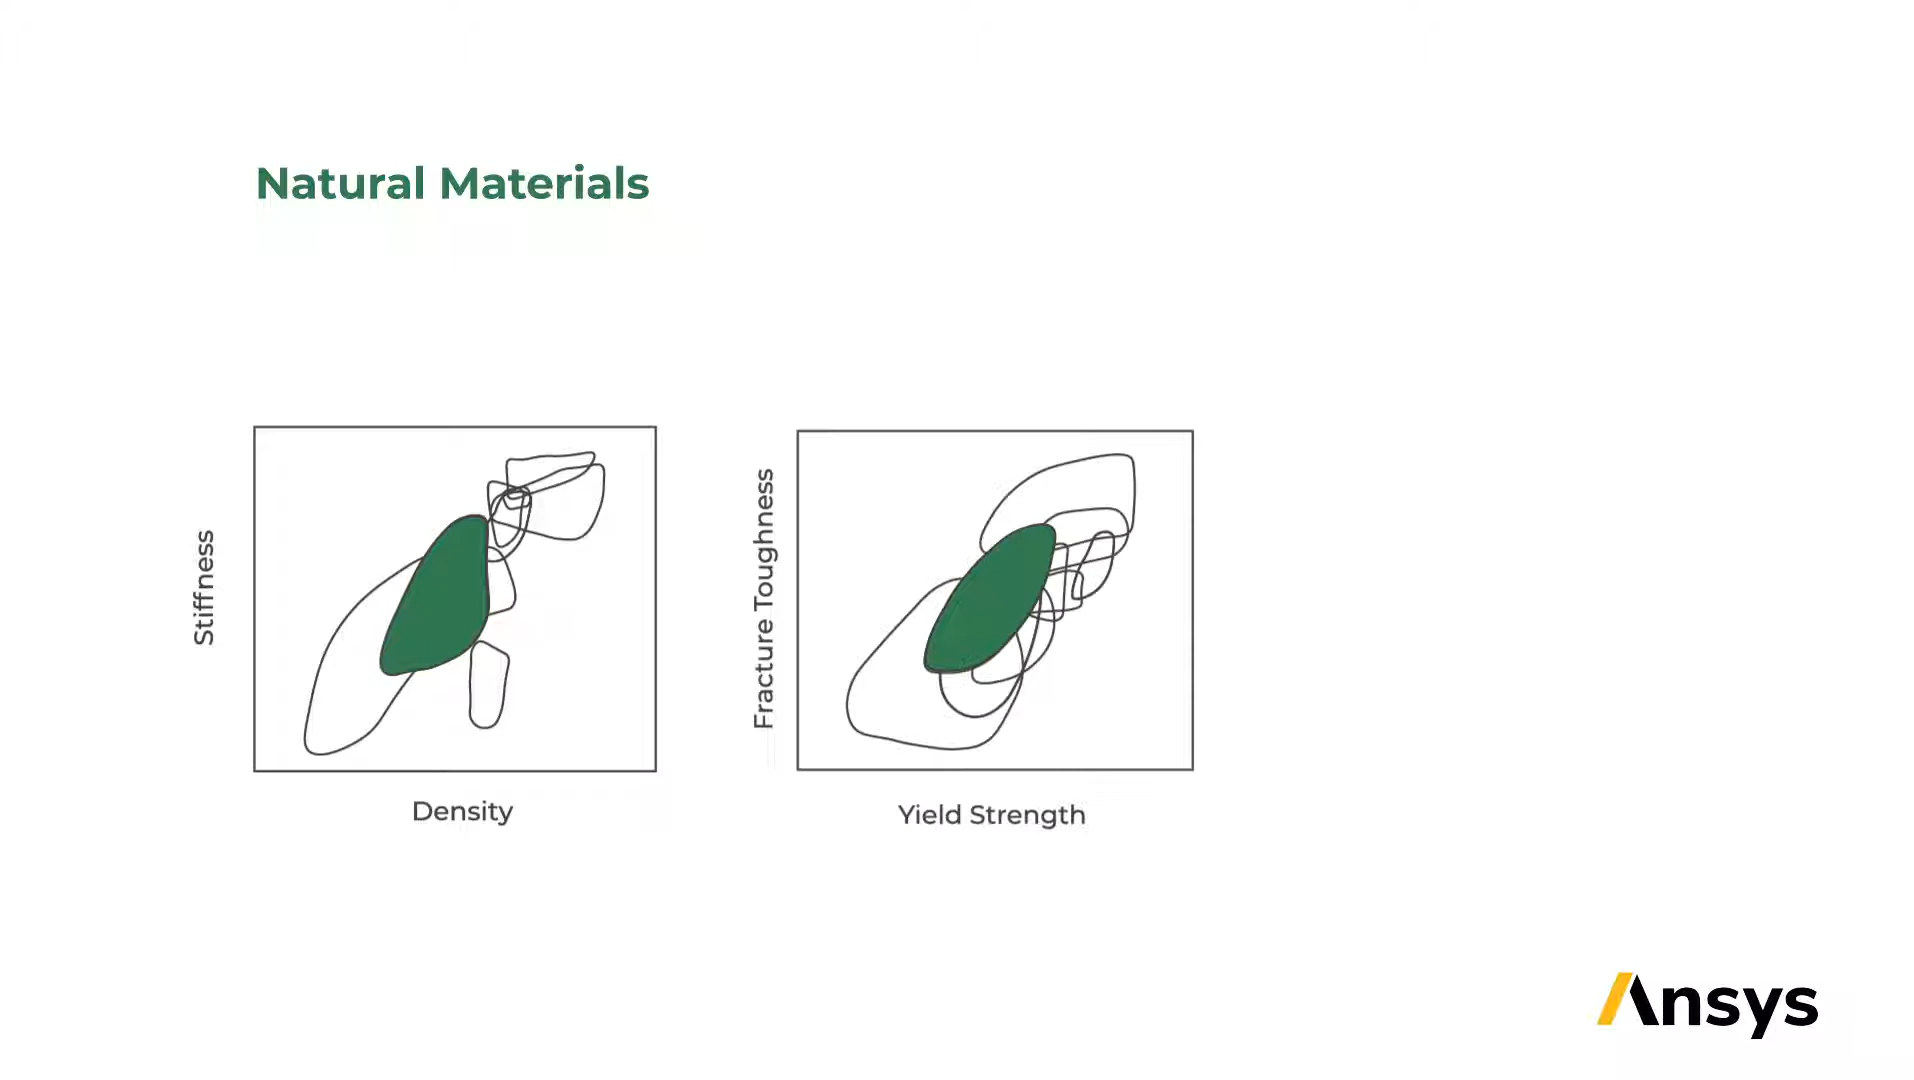 Natural Materials
Stiffness
Density
Fracture Toughness
Yield Strength
Ansys